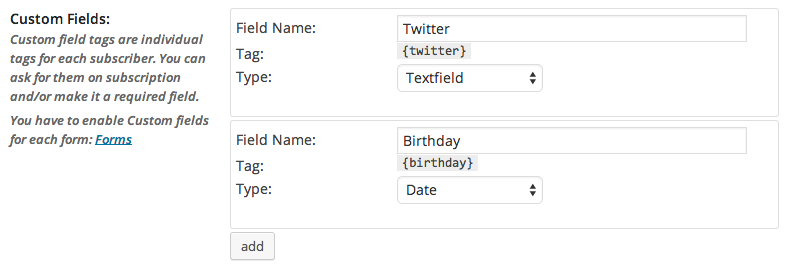 Custom Fields:
Custom field tags are individual
tags for each subscriber. You can
ask for them on subscription
and/or make it a required field.
You have to enable Custom fields
for each form: Forms
Field Name: Twitter
Tag: {twitter}
Type: Textfield
Field Name: Birthday
Tag: {birthday}
Type: Date
add